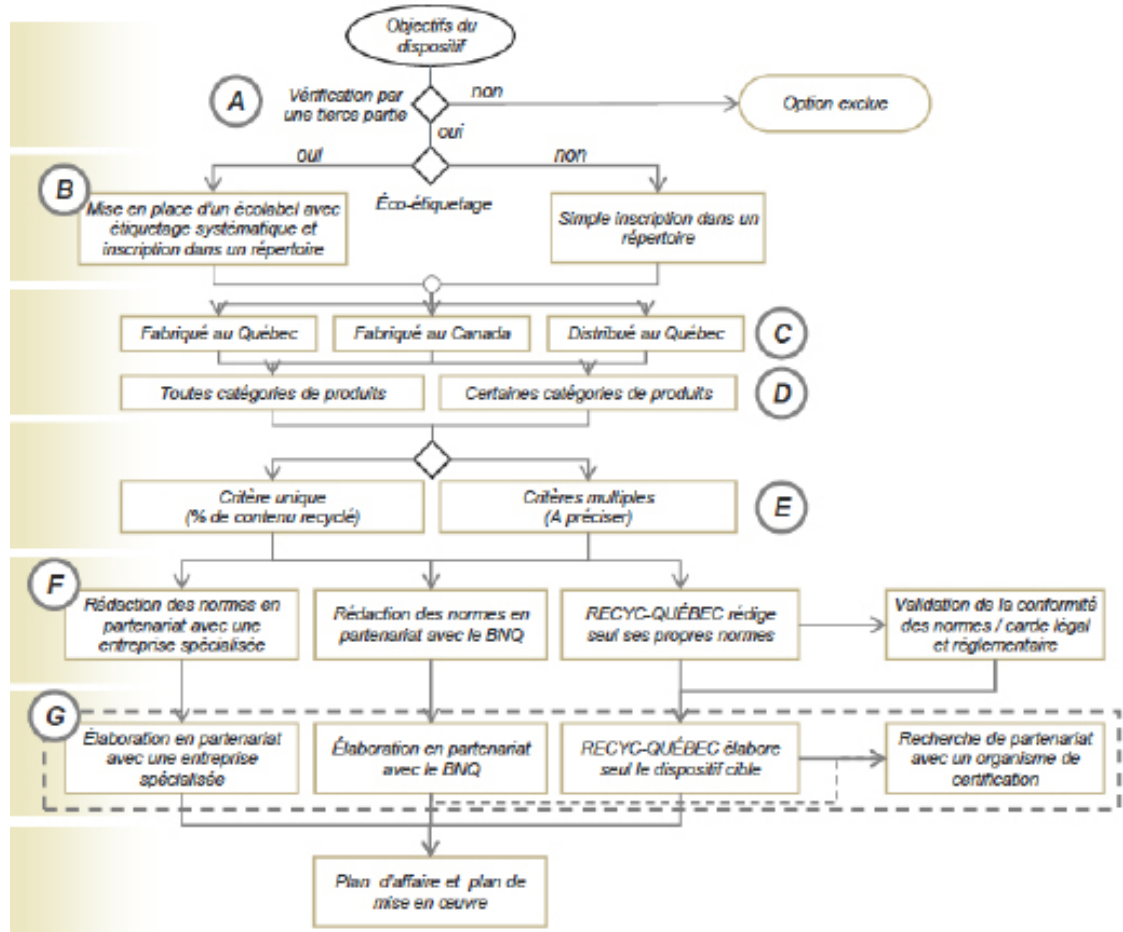 Objectifs du
dispositif
A
Vérification par
une tierce partie
non
Option exclue
oui
oui
non
B
Éco-étiquetage
Mise en place d'un écolabel avec
étiquetage systématique et
inscription dans un répertoire
Simple inscription dans un
répertoire
Fabriqué au Québec
Fabriqué au Canada
Distribué au Québec
C
Toutes catégories de produits
Certaines catégories de produits
D
Critère unique
(% de contenu recyclé)
Critères multiples
(A préciser)
E
F
Rédaction des normes en
partenariat avec une
entreprise spécialisée
Rédaction des normes en
partenariat avec le BNQ
RECYC-QUÉBEC rédige
seul ses propres normes
Validation de la conformité
des normes / carde légal
et réglementaire
G
Élaboration en partenariat
avec une entreprise
spécialisée
Élaboration en partenariat
avec le BNQ
RECYC-QUÉBEC élabore
seul le dispositif cible
Recherche de partenariat
avec un organisme de
certification
Plan d'affaire et plan de
mise en œuvre